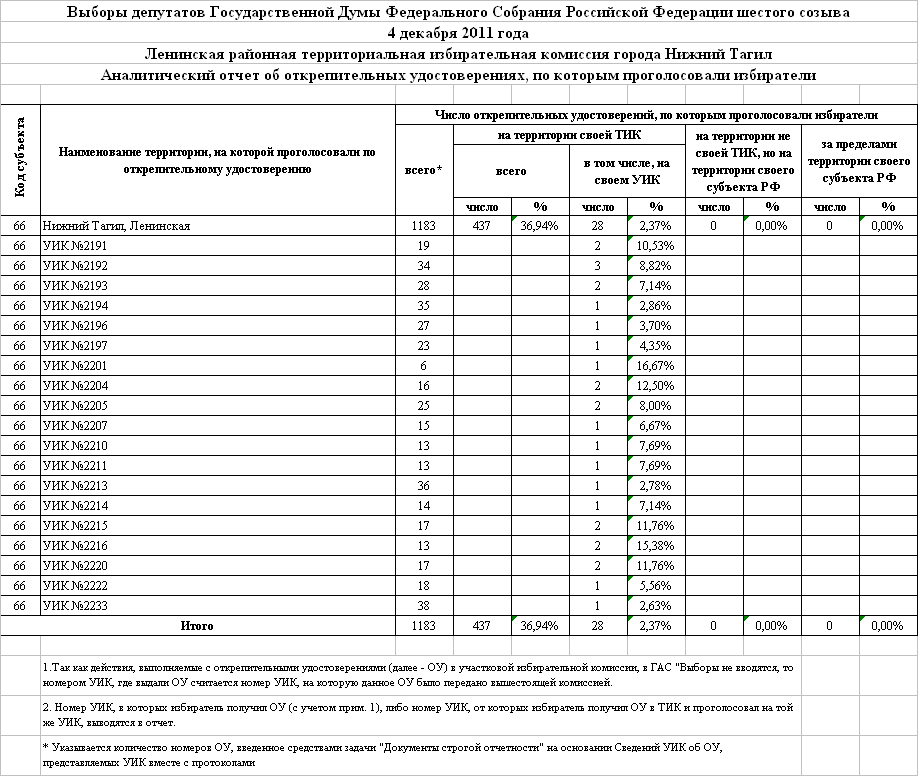 Выборы депутатов Государственной Думы Федерального Собрания Российской Федерации шестого созыва
4 декабря 2011 года
Ленинская районная территориальная избирательная комиссия города Нижний Тагил
Аналитический отчет об открепительных удостоверениях, по которым проголосовали избиратели
Код субъекта
Наименование территории, на которой проголосовали по
открепительному удостоверению
Число открепительных удостоверений, по которым проголосовали избиратели
всего*
на территории своей ТИК
всего
в том числе, на
своем УИК
на территории не
своей ТИК, но на
территории своего
субъекта РФ
за пределами
территории своего
субъекта РФ
число % число % число % число %
66 Нижний Тагил, Ленинская 1183 437 36,94% 28 2,37% 0 0,00% 0 0,00%
66 УИК №2191 19 2 10,53%
66 УИК №2192 34 3 8,82%
66 УИК №2193 28 2 7,14%
66 УИК №2194 35 1 2,86%
66 УИК №2196 27 1 3,70%
66 УИК №2197 23 1 4,35%
66 УИК №2201 6 1 16,67%
66 УИК №2204 16 2 12,50%
66 УИК №2205 25 2 8,00%
66 УИК №2207 15 1 6,67%
66 УИК №2210 13 1 7,69%
66 УИК №2211 13 1 7,69%
66 УИК №2213 36 1 2,78%
66 УИК №2214 14 1 7,14%
66 УИК №2215 17 2 11,76%
66 УИК №2216 13 2 15,38%
66 УИК №2220 17 2 11,76%
66 УИК №2222 18 1 5,56%
66 УИК №2233 38 1 2,63%
Итого 1183 437 36,94% 28 2,37% 0 0,00% 0 0,00%
1.Так как действия, выполняемые с открепительными удостоверениями (далее - ОУ) в участковой избирательной комиссии, в ГАС "Выборы не вводятся, то
номером УИК, где выдали ОУ считается номер УИК, на которую данное ОУ было передано вышестоящей комиссией.
2. Номер УИК, в которых избиратель получил ОУ (с учетом прим. 1), либо номер УИК, от которых избиратель получил ОУ в ТИК и проголосовал на той
же УИК, выводятся в отчет.
* Указывается количество номеров ОУ, введенное средствами задачи "Документы строгой отчетности" на основании Сведений УИК об ОУ,
представляемых УИК вместе с протоколами